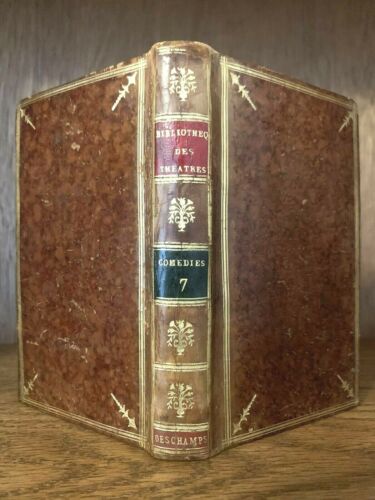 BIBLIOTHEQ
DES
THEATRES
COMEDIES
7
DESCHAMPS